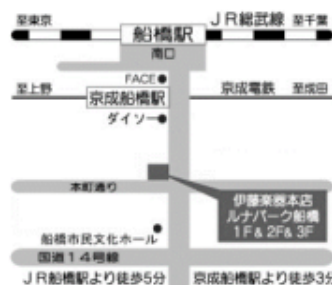 至東京 船橋駅 JR総武線 至千葉
南口
FACE●
至上野 京成船橋駅 京成電鉄 至成田
ダイソー●
本町通り
伊藤楽器本店
ルナパーク船橋
1F&2F&3F
船橋市民文化ホール
国道14号線
JR船橋駅より徒歩5分 京成船橋駅より徒歩3分